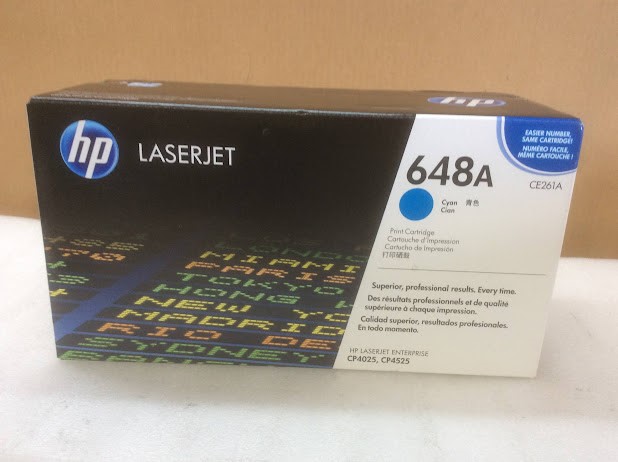 hp
hp
LASERJET
EASIER NUMBER,
SAME CARTRIDGE!
NUMÉRO FACILE,
MÊME CARTOUCHE!
648A
CE261A
Cyan 青色
Cian
Print Cartridge
Cartouche d'impression
Cartucho de impresión
打印硒鼓
Superior, professional results. Every time.
Des résultats professionnels et de qualité
supérieure à chaque impression.
Calidad superior, resultados profesionales.
En todo momento.
HP LASERJET ENTERPRISE
CP4025, CP4525
MIAMI
PARIS
TOKYO
HONG K
NEW YO
MADRID
RIO DE
SYDNEY